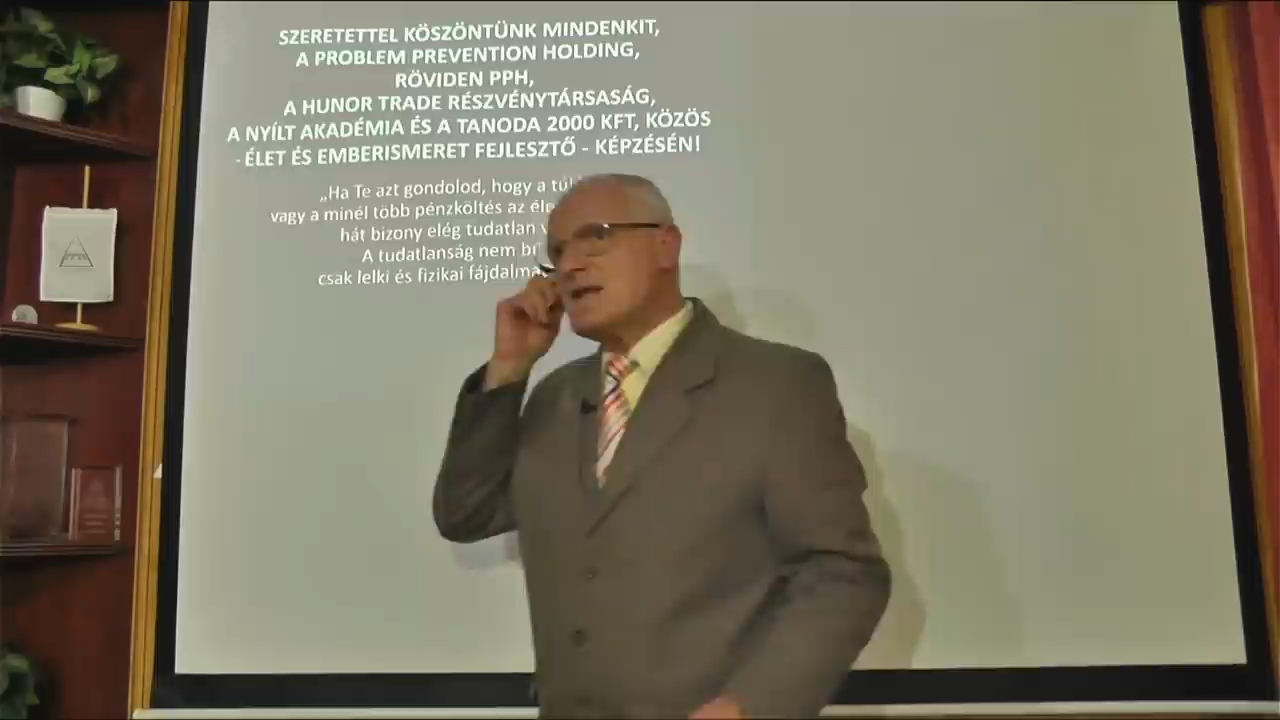 SZERETETTEL KÖSZÖNTÜNK MINDENKIT,
A PROBLEM PREVENTION HOLDING,
RÖVIDEN PPH,
A HUNOR TRADE RÉSZVÉNYTÁRSASÁG,
A NYÍLT AKADÉMIA ÉS A TANODA 2000 KFT, KÖZÖS
- ÉLET ÉS EMBERISMERET FEJLESZTŐ - KÉPZÉSÉN!
„Ha Te azt gondolod, hogy a
vagy a minél több pénzköltés az
hát bizony elég tudatlan
A tudatlanság nem
csak lelki és fizikai